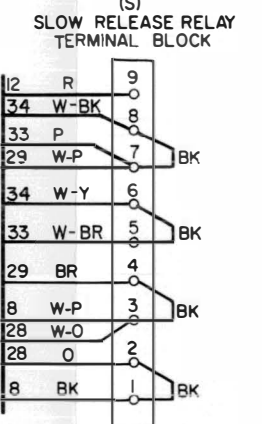 (S)
SLOW RELEASE RELAY
TERMINAL BLOCK
12 R 9
34 W-BK 8
33 P
29 W-P 7 BK
34 W-Y 6
33 W-BR 5 BK
29 BR 4
8 W-P 3 BK
28 W-O
28 O 2
8 BK 1 BK